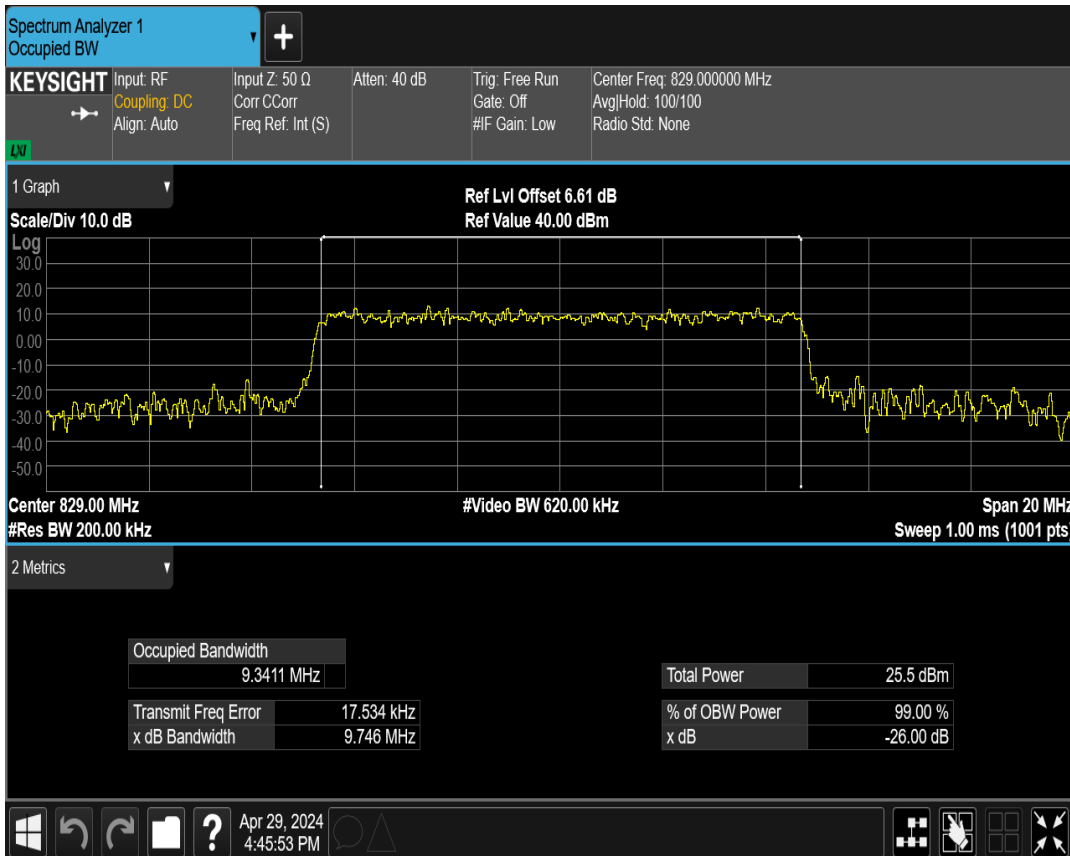 Spectrum Analyzer 1
Occupied BW
+
KEYSIGHT
LXI
Input: RF
Coupling: DC
Align: Auto
Input Z: 50 Ω
Corr CCorr
Freq Ref: Int (S)
Atten: 40 dB
Trig: Free Run
Gate: Off
#IF Gain: Low
Center Freq: 829.000000 MHz
Avg|Hold: 100/100
Radio Std: None
1 Graph
Ref Lvl Offset 6.61 dB
Scale/Div 10.0 dB
Ref Value 40.00 dBm
Log
30.0
20.0
10.0
0.00
-10.0
-20.0
-30.0
-40.0
-50.0
Center 829.00 MHz
#Video BW 620.00 kHz
Span 20 MHz
#Res BW 200.00 kHz
Sweep 1.00 ms (1001 pts)
2 Metrics
Occupied Bandwidth
9.3411 MHz
Total Power 25.5 dBm
Transmit Freq Error 17.534 kHz
% of OBW Power 99.00 %
x dB Bandwidth 9.746 MHz
x dB -26.00 dB
?
Apr 29, 2024
4:45:53 PM